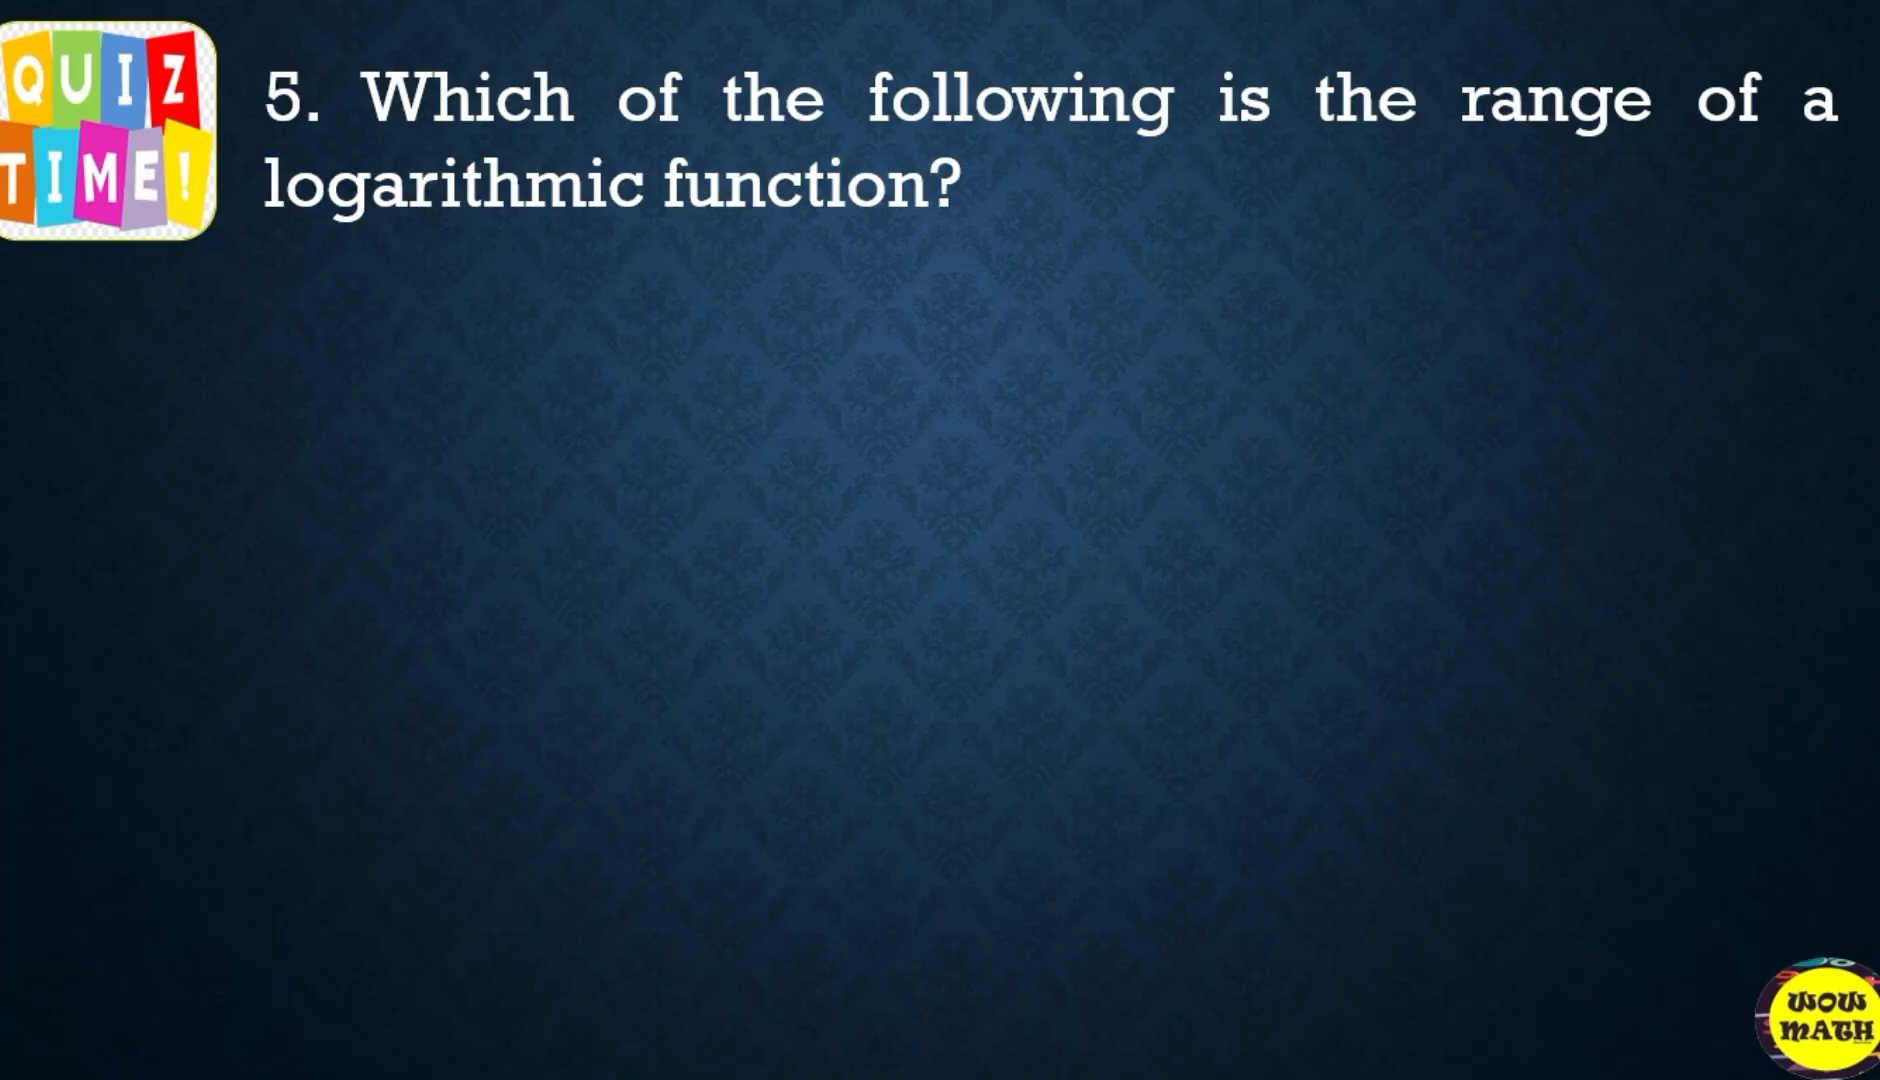 QUIZ
TIME!
5. Which of the following is the range of a
logarithmic function?
WOW
MATH